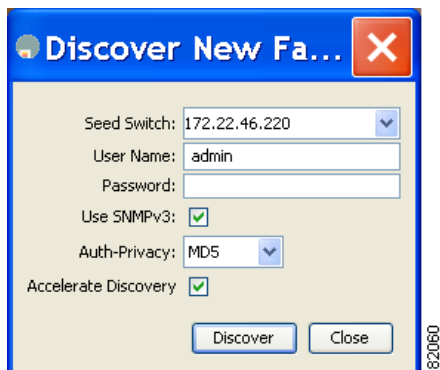 Discover New Fa...
Seed Switch: 172.22.46.220
User Name: admin
Password:
Use SNMPv3:
Auth-Privacy: MD5
Accelerate Discovery
Discover Close
82060